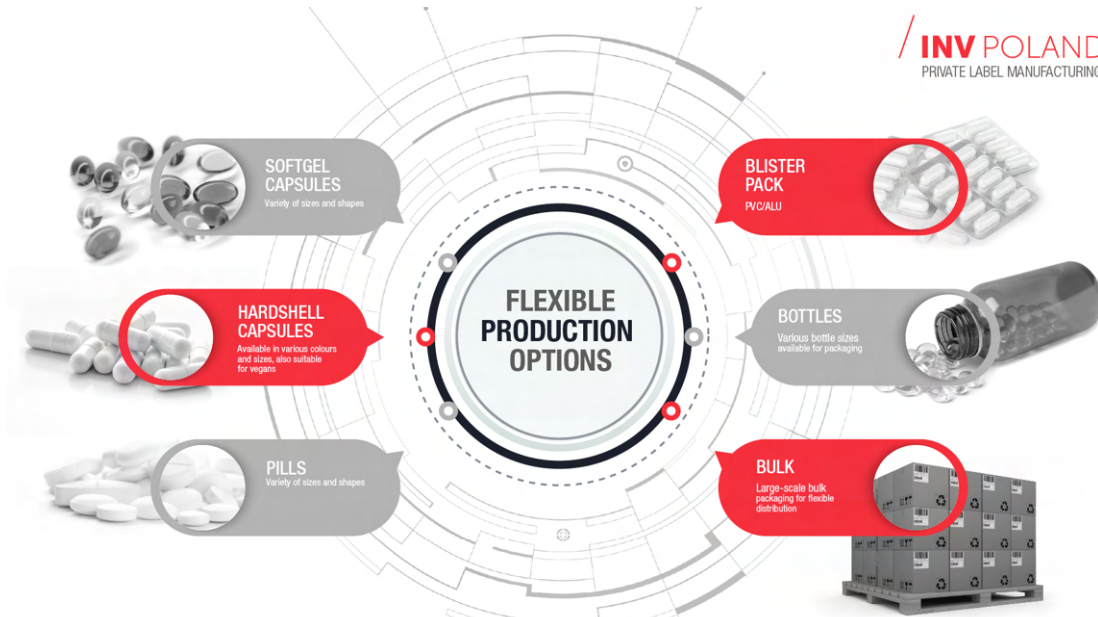 INV POLAND
PRIVATE LABEL MANUFACTURING
SOFTGEL
CAPSULES
Variety of sizes and shapes
HARDSHELL
CAPSULES
Available in various colours
and sizes, also suitable
for vegans
PILLS
Variety of sizes and shapes
FLEXIBLE
PRODUCTION
OPTIONS
BLISTER
PACK
PVC/ALU
BOTTLES
Various bottle sizes
available for packaging
BULK
Large-scale bulk
packaging for flexible
distribution